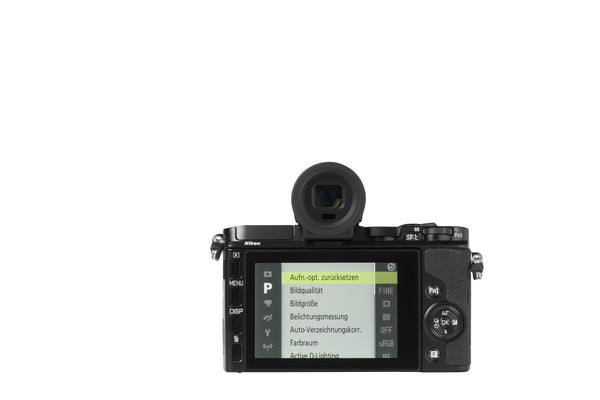 Nikon
MENU
DISP
P
Aufn.-opt. zurücksetzen
Bildqualität
FINE
Bildgröße
Belichtungsmessung
Auto-Verzeichnungskorr.
OFF
Farbraum
sRGB
Active D-Lighting
Fn1
AF
OK
F